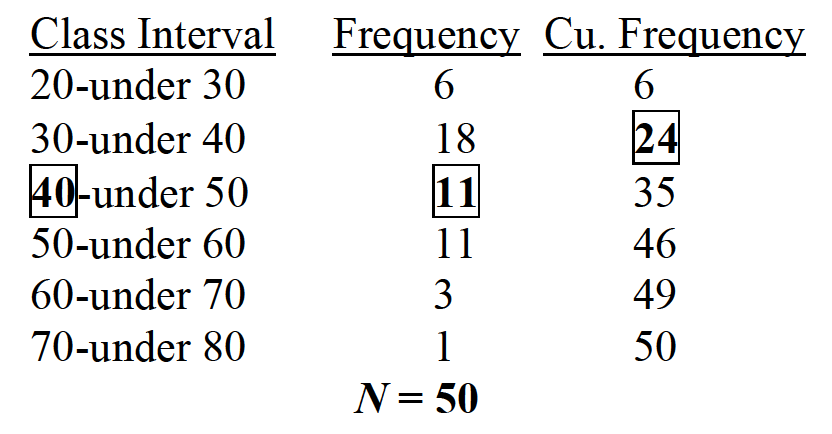 Class Interval Frequency Cu. Frequency
20-under 30 6 6
30-under 40 18 24
40-under 50 11 35
50-under 60 11 46
60-under 70 3 49
70-under 80 1 50
N = 50